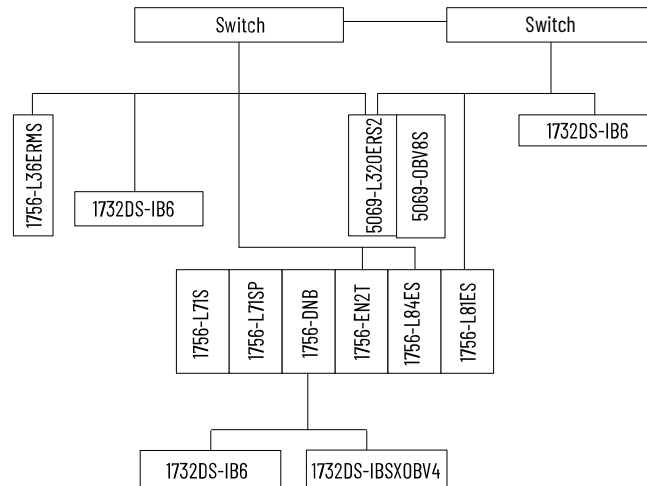 Switch
Switch
1756-L36ERMS
1732DS-IB6
5069-L320ERS2
5069-OBV8S
1732DS-IB6
1756-L71S
1756-L71SP
1756-DNB
1756-EN2T
1756-L84ES
1756-L81ES
1732DS-IB6
1732DS-IBSXOBV4